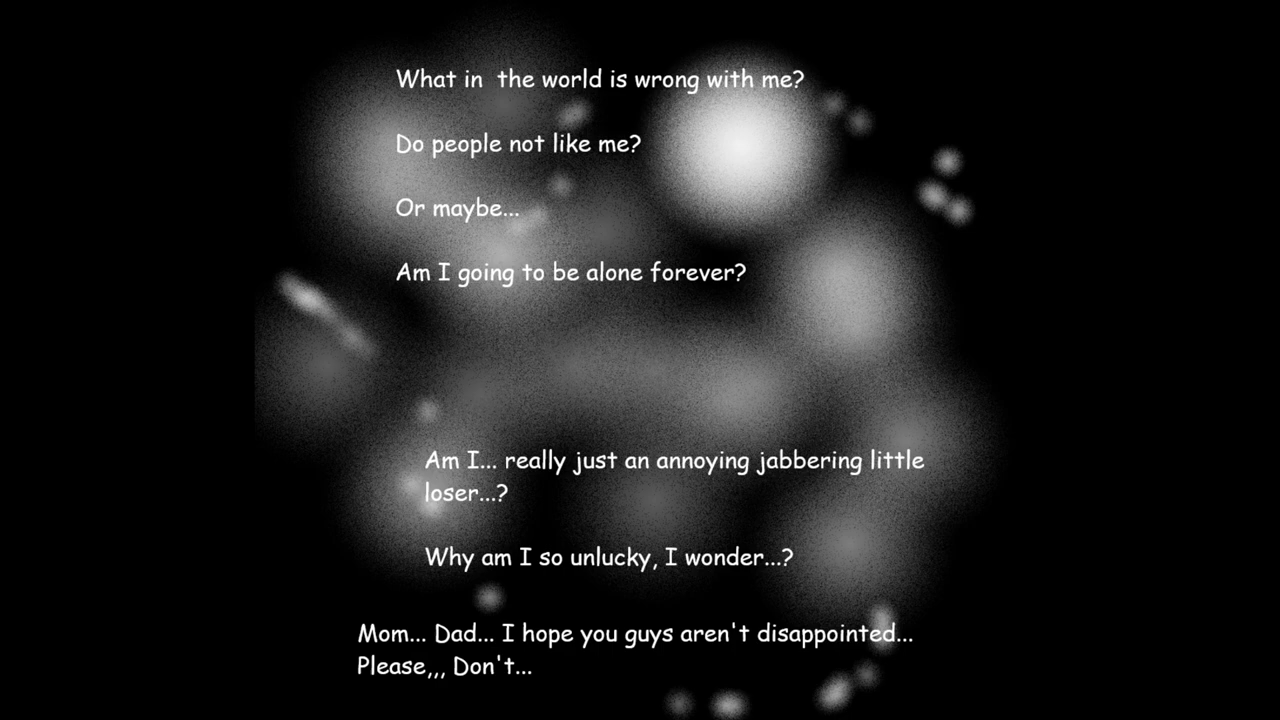 What in  the world is wrong with me?
Do people not like me?
Or maybe...
Am I going to be alone forever?
Am I... really just an annoying jabbering little
loser...?
Why am I so unlucky, I wonder...?
Mom... Dad... I hope you guys aren't disappointed...
Please,,, Don't...